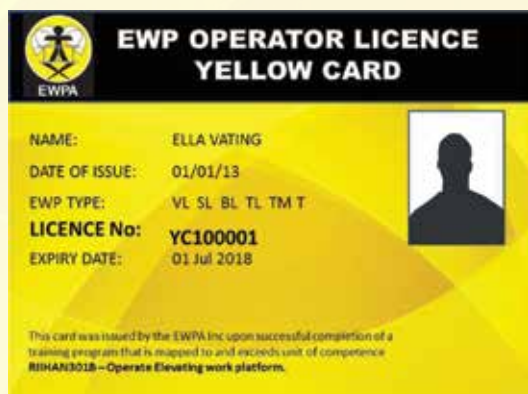 EWP OPERATOR LICENCE
YELLOW CARD
EWPA
NAME: ELLA VATING
DATE OF ISSUE: 01/01/13
EWP TYPE: VL SL BL TL TM T
LICENCE No: YC100001
EXPIRY DATE: 01 Jul 2018
This card was issued by the EWPA Inc upon successful completion of a
training program that is mapped to and exceeds unit of competence
RIIHAN301B – Operate Elevating work platform.